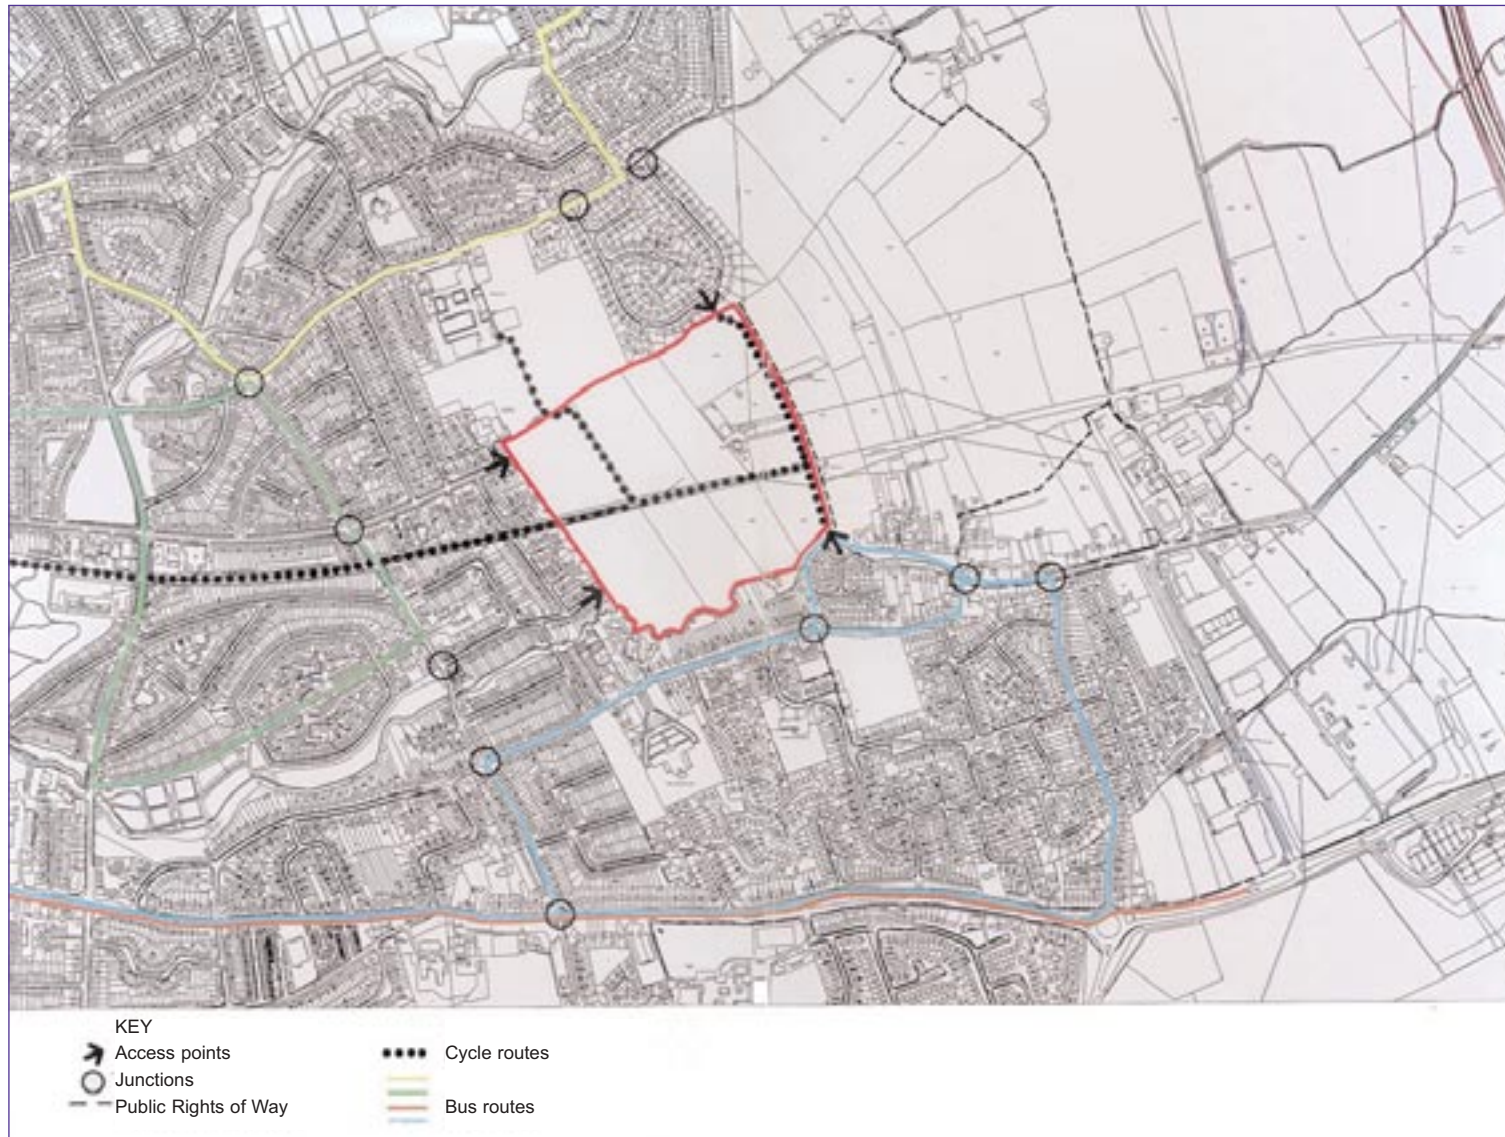 KEY
Access points
Junctions
Public Rights of Way
Cycle routes
Bus routes